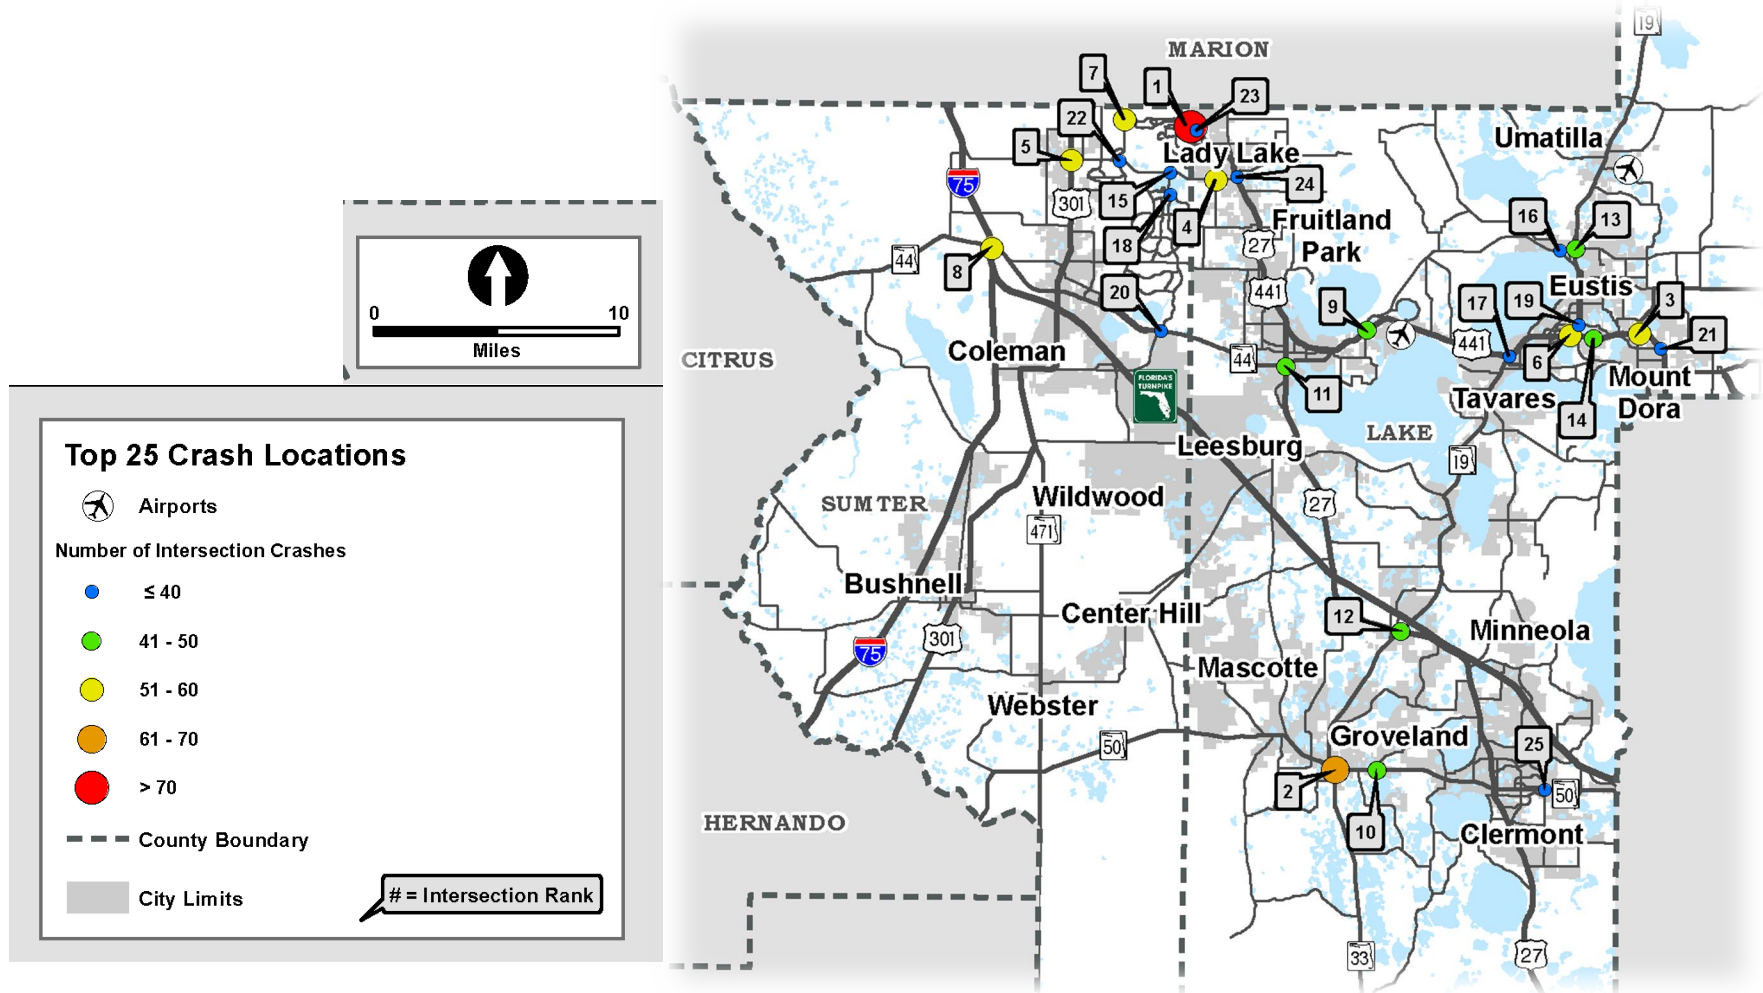 MARION
19
7
1
23
22
Umatilla
5
Lady Lake
75
24
301
15
16
13
4
Fruitland
Park
18
27
44
8
Eustis
20
441
9
17
19
3
0
10
Miles
21
CITRUS
Coleman
44
441
6
Mount
Dora
FLORIDA'S
TURNPIKE
11
Tavares
14
LAKE
Leesburg
19
Top 25 Crash Locations
Airports
Number of Intersection Crashes
≤ 40
41 - 50
51 - 60
61 - 70
> 70
County Boundary
City Limits
# = Intersection Rank
SUMTER
Wildwood
27
471
Bushnell
Center Hill
12
Minneola
301
75
Mascotte
Webster
50
Groveland
25
2
50
HERNANDO
10
Clermont
33
27